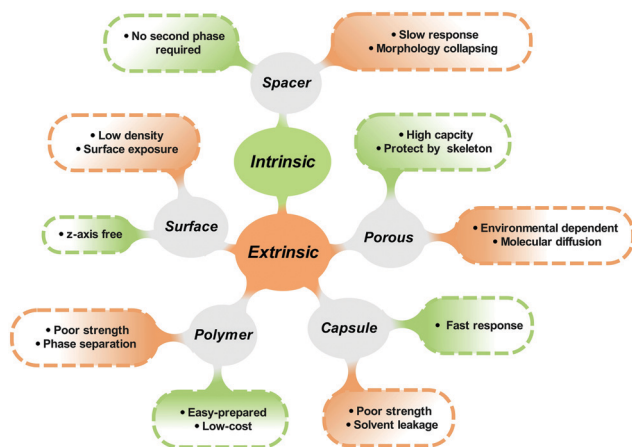 • No second phase
required
• Slow response
• Morphology collapsing
Spacer
• Low density
• Surface exposure
Intrinsic
• High capcity
• Protect by skeleton
• z-axis free
Surface
Extrinsic
Porous
• Environmental dependent
• Molecular diffusion
• Poor strength
• Phase separation
Polymer
Capsule
• Fast response
• Easy-prepared
• Low-cost
• Poor strength
• Solvent leakage